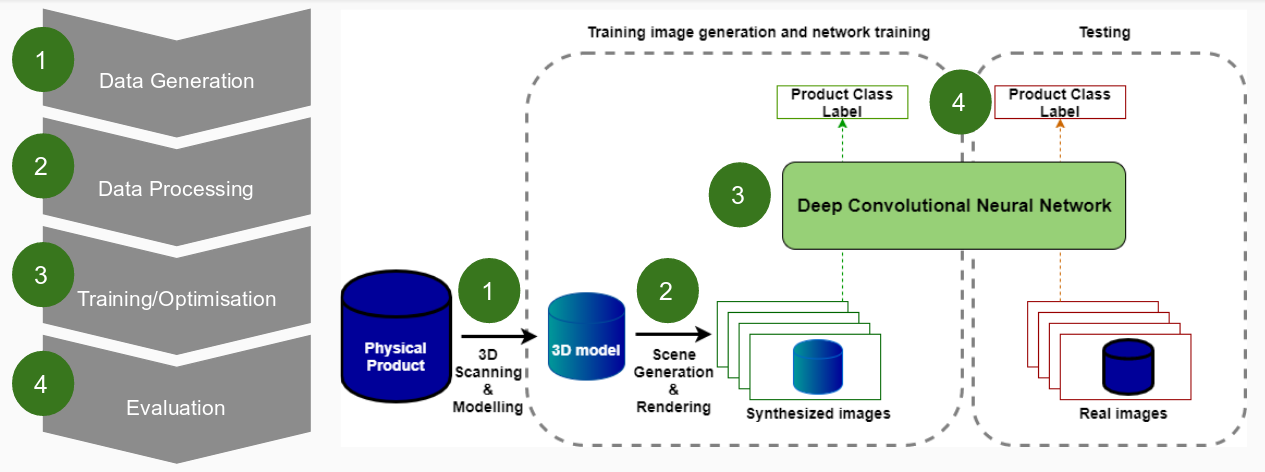 1
Data Generation
2
Data Processing
3
Training/Optimisation
4
Evaluation
Training image generation and network training
Testing
Product Class
Label
4
Product Class
Label
3
Deep Convolutional Neural Network
Physical
Product
1
3D
Scanning
&
Modelling
3D model
2
Scene
Generation
&
Rendering
Synthesized images
Real images